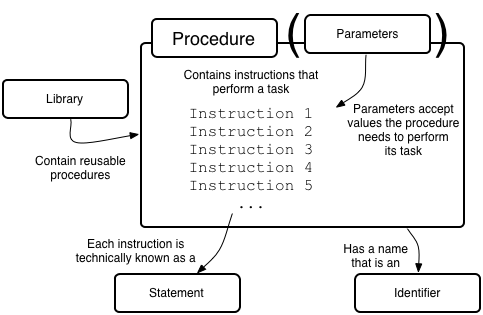 Procedure
( Parameters )
Contains instructions that
perform a task
Instruction 1
Instruction 2
Instruction 3
Instruction 4
Instruction 5
...
Parameters accept
values the procedure
needs to perform
its task
Library
Contain reusable
procedures
Each instruction is
technically known as a
Statement
Has a name
that is an
Identifier